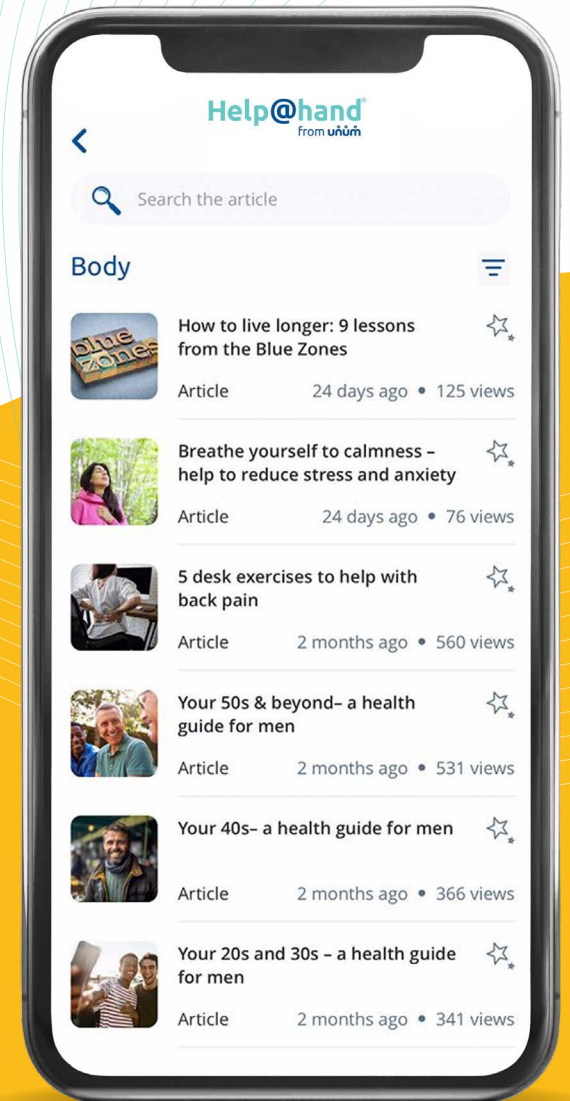 Help@hand®
from unum
Search the article
Body
blue
zones
How to live longer: 9 lessons
from the Blue Zones
Article 24 days ago • 125 views
Breathe yourself to calmness –
help to reduce stress and anxiety
Article 24 days ago • 76 views
5 desk exercises to help with
back pain
Article 2 months ago • 560 views
Your 50s & beyond– a health
guide for men
Article 2 months ago • 531 views
Your 40s– a health guide for men
Article 2 months ago • 366 views
Your 20s and 30s – a health guide
for men
Article 2 months ago • 341 views